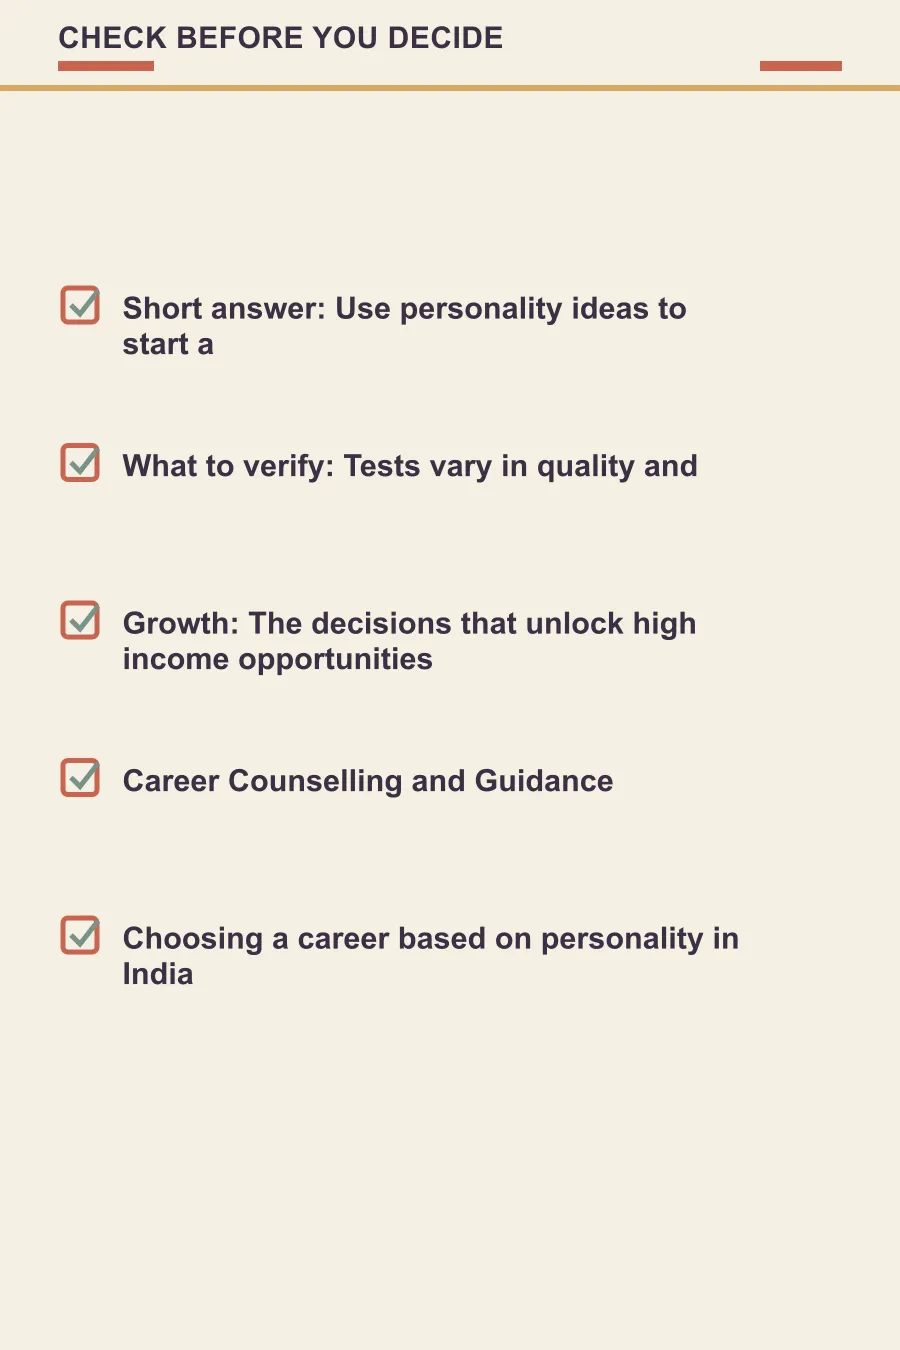 CHECK BEFORE YOU DECIDE
Short answer: Use personality ideas to
start a
What to verify: Tests vary in quality and
Growth: The decisions that unlock high
income opportunities
Career Counselling and Guidance
Choosing a career based on personality in
India